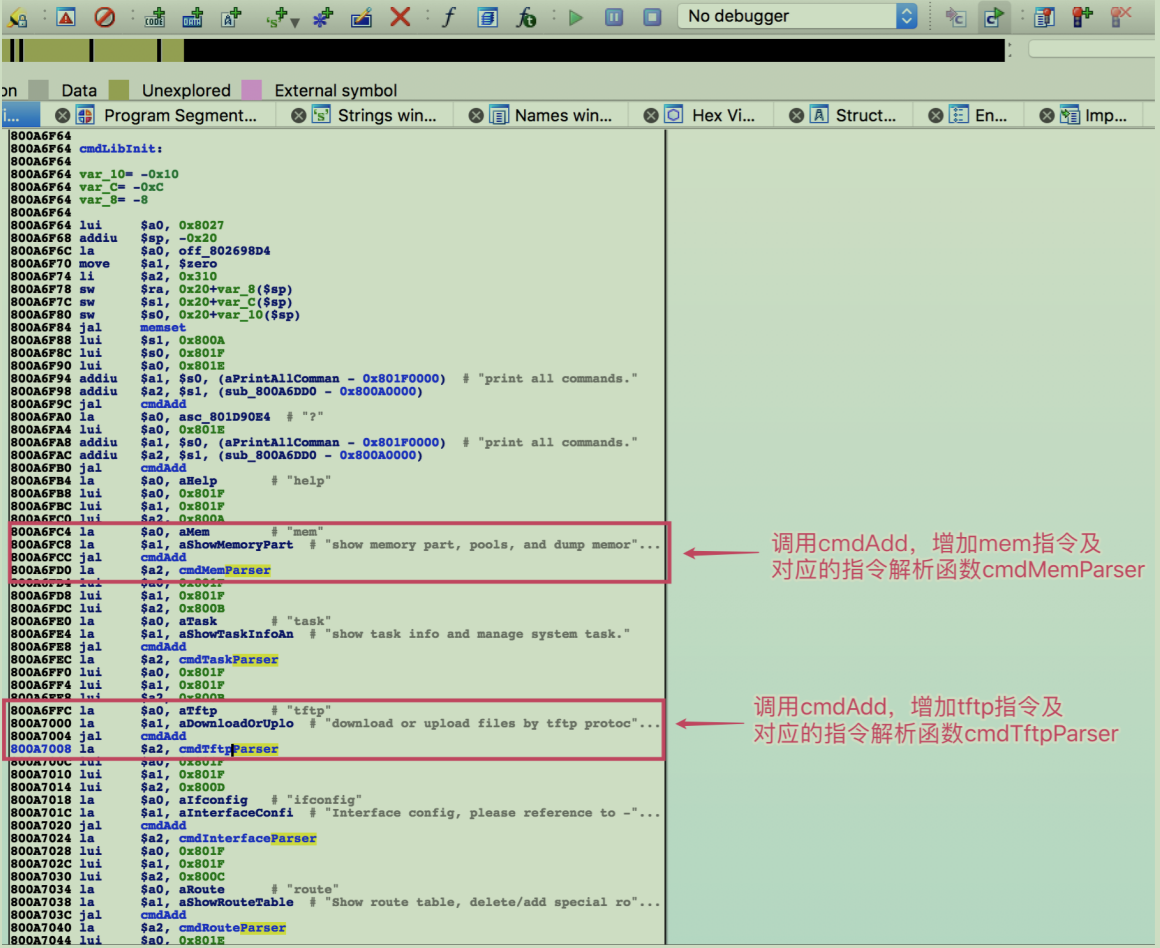 No debugger
on Data Unexplored External symbol
i... Program Segment... Strings win... Names win... Hex Vi... Struct... En... Imp...
800A6F64
800A6F64 cmdLibInit:
800A6F64
800A6F64 var_10= -0x10
800A6F64 var_C= -0xC
800A6F64 var_8= -8
800A6F64
800A6F64 lui $a0, 0x8027
800A6F68 addiu $sp, -0x20
800A6F6C la $a0, off_802698D4
800A6F70 move $a1, $zero
800A6F74 li $a2, 0x310
800A6F78 sw $ra, 0x20+var_8($sp)
800A6F7C sw $s1, 0x20+var_C($sp)
800A6F80 sw $s0, 0x20+var_10($sp)
800A6F84 jal memset
800A6F88 lui $s1, 0x800A
800A6F8C lui $s0, 0x801F
800A6F90 lui $a0, 0x801E
800A6F94 addiu $a1, $s0, (aPrintAllComman - 0x801F0000) # "print all commands."
800A6F98 addiu $a2, $s1, (sub_800A6DD0 - 0x800A0000)
800A6F9C jal cmdAdd
800A6FA0 la $a0, asc_801D90E4 # "?"
800A6FA4 lui $a0, 0x801E
800A6FA8 addiu $a1, $s0, (aPrintAllComman - 0x801F0000) # "print all commands."
800A6FAC addiu $a2, $s1, (sub_800A6DD0 - 0x800A0000)
800A6FB0 jal cmdAdd
800A6FB4 la $a0, aHelp # "help"
800A6FB8 lui $a0, 0x801F
800A6FBC lui $a1, 0x801F
800A6FC0 lui $a2, 0x800A
800A6FC4 la $a0, aMem # "mem"
800A6FC8 la $a1, aShowMemoryPart # "show memory part, pools, and dump memor"...
800A6FCC jal cmdAdd
800A6FD0 la $a2, cmdMemParser
调用cmdAdd，增加mem指令及
对应的指令解析函数cmdMemParser
800A6FD4 lui $a0, 0x801F
800A6FD8 lui $a1, 0x801F
800A6FDC lui $a2, 0x800B
800A6FE0 la $a0, aTask # "task"
800A6FE4 la $a1, aShowTaskInfoAn # "show task info and manage system task."
800A6FE8 jal cmdAdd
800A6FEC la $a2, cmdTaskParser
800A6FF0 lui $a0, 0x801F
800A6FF4 lui $a1, 0x801F
800A6FF8 lui $a2, 0x800B
800A6FFC la $a0, aTftp # "tftp"
800A7000 la $a1, aDownloadOrUplo # "download or upload files by tftp protoc"...
800A7004 jal cmdAdd
800A7008 la $a2, cmdTftpParser
调用cmdAdd，增加tftp指令及
对应的指令解析函数cmdTftpParser
800A700C lui $a0, 0x801F
800A7010 lui $a1, 0x801F
800A7014 lui $a2, 0x800D
800A7018 la $a0, aIfconfig # "ifconfig"
800A701C la $a1, aInterfaceConfi # "Interface config, please reference to -"...
800A7020 jal cmdAdd
800A7024 la $a2, cmdInterfaceParser
800A7028 lui $a0, 0x801F
800A702C lui $a1, 0x801F
800A7030 lui $a2, 0x800C
800A7034 la $a0, aRoute # "route"
800A7038 la $a1, aShowRouteTable # "Show route table, delete/add special ro"...
800A703C jal cmdAdd
800A7040 la $a2, cmdRouteParser
800A7044 lui $a0, 0x801E